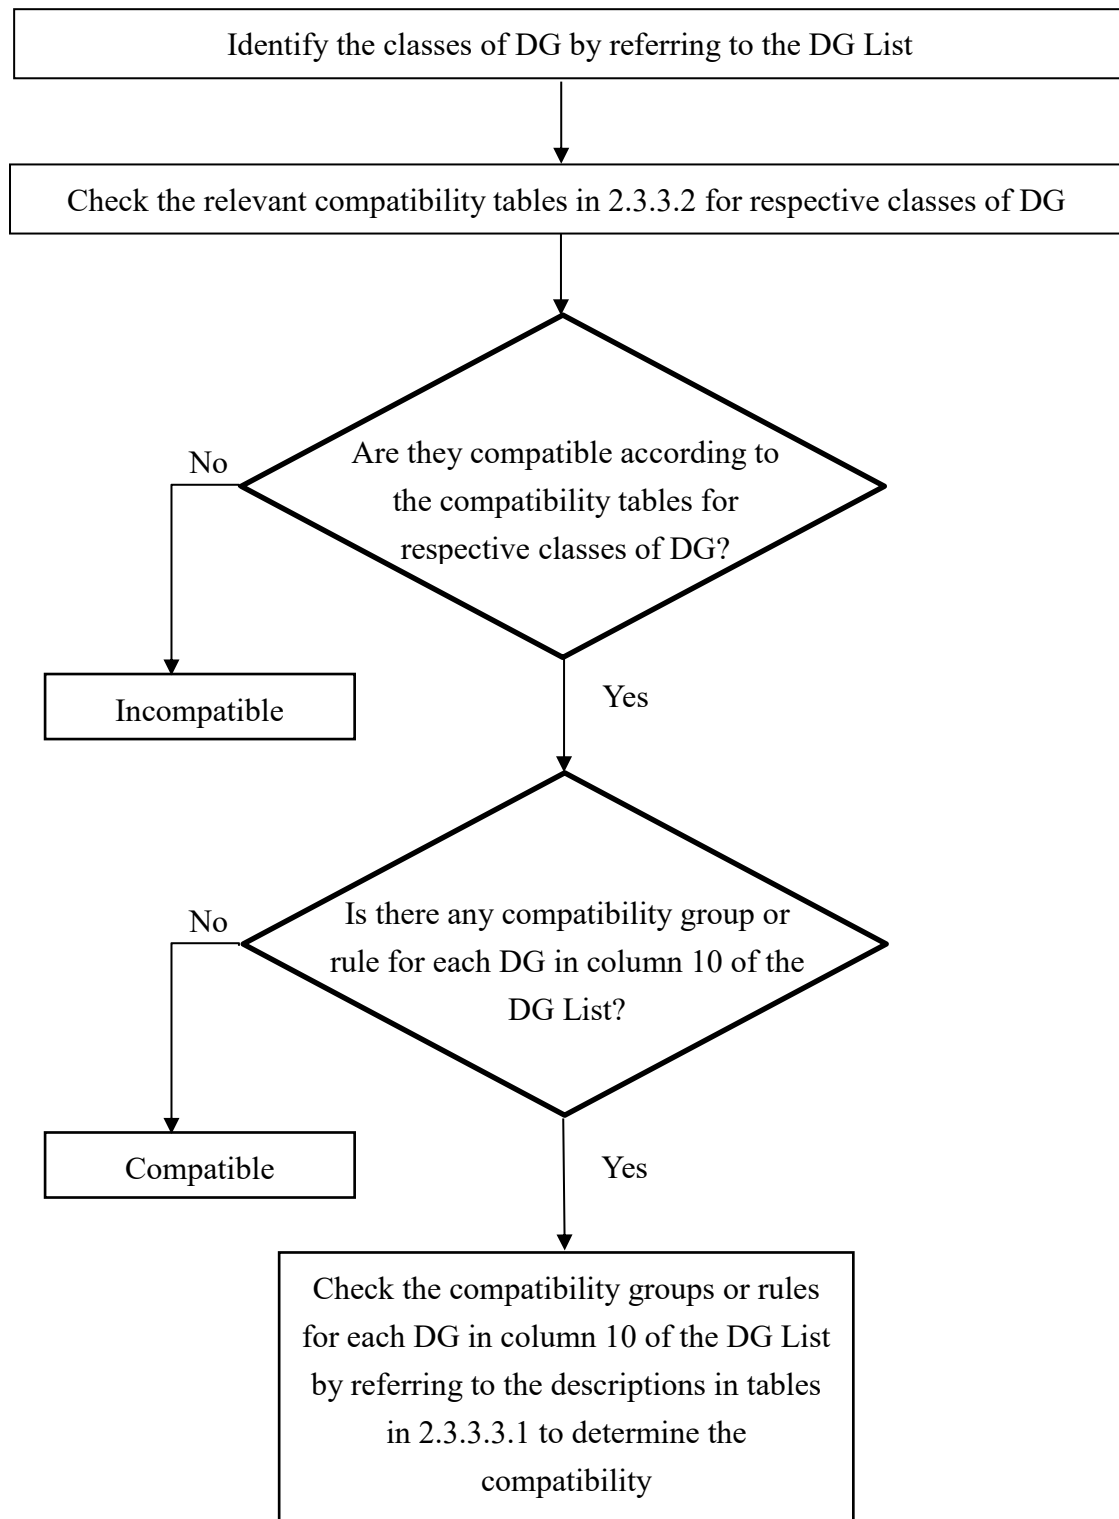 Identify the classes of DG by referring to the DG List
Check the relevant compatibility tables in 2.3.3.2 for respective classes of DG
No
Are they compatible according to
the compatibility tables for
respective classes of DG?
Incompatible
Yes
No
Is there any compatibility group or
rule for each DG in column 10 of the
DG List?
Compatible
Yes
Check the compatibility groups or rules
for each DG in column 10 of the DG List
by referring to the descriptions in tables
in 2.3.3.3.1 to determine the
compatibility